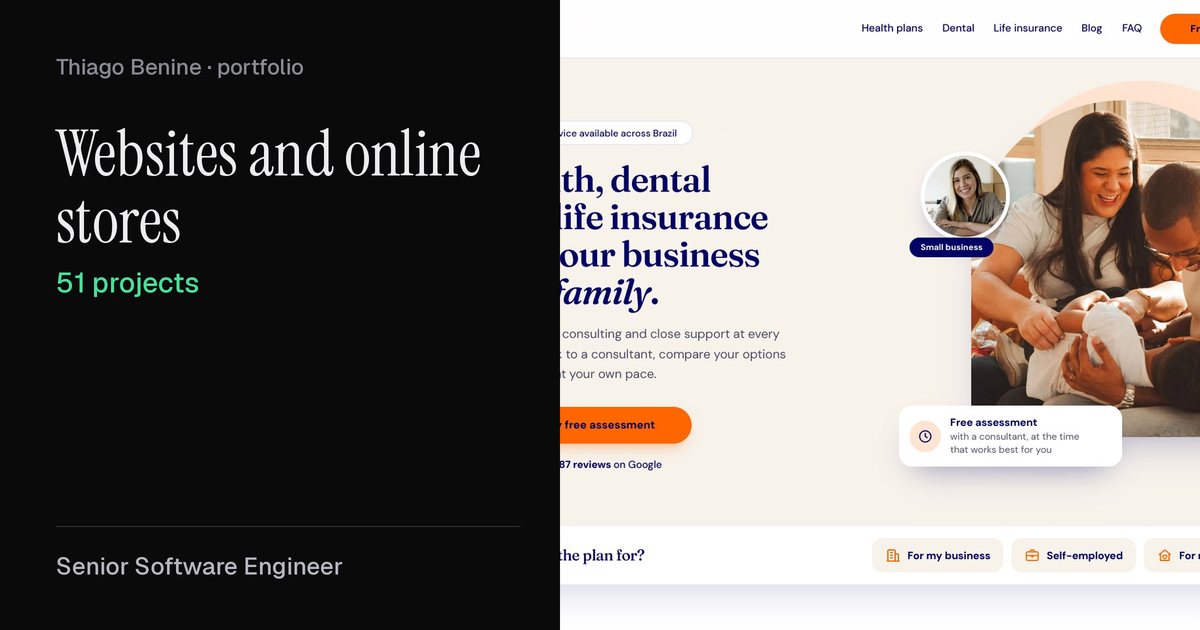 Thiago Benine · portfolio
Websites and online
stores
51 projects
Senior Software Engineer
Health plans Dental Life insurance Blog FAQ
available across Brazil
dental
life insurance
business
family.
consulting and close support at every
to a consultant, compare your options
your own pace.
free assessment
87 reviews on Google
Small business
Free assessment
with a consultant, at the time
that works best for you
the plan for?
For my business
Self-employed
For